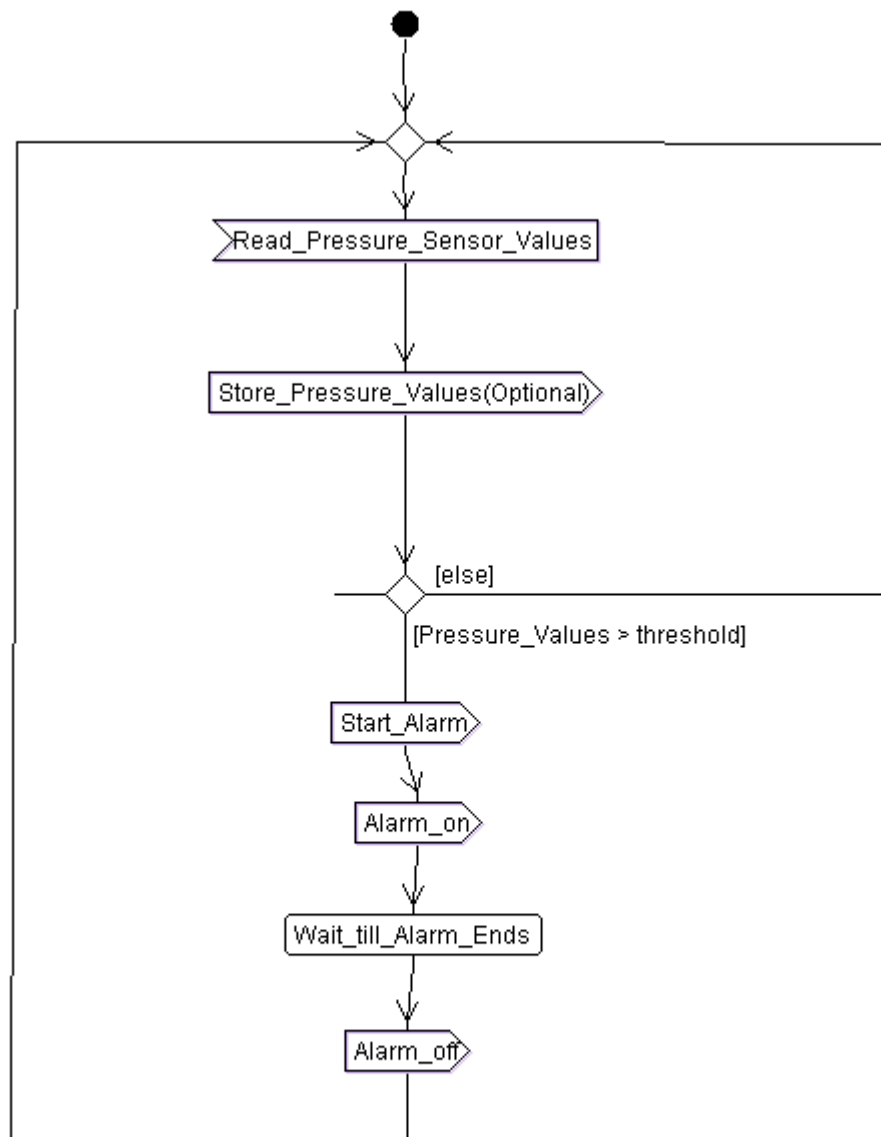 Read_Pressure_Sensor_Values
Store_Pressure_Values(Optional)
[else]
[Pressure_Values > threshold]
Start_Alarm
Alarm_on
Wait_till_Alarm_Ends
Alarm_off